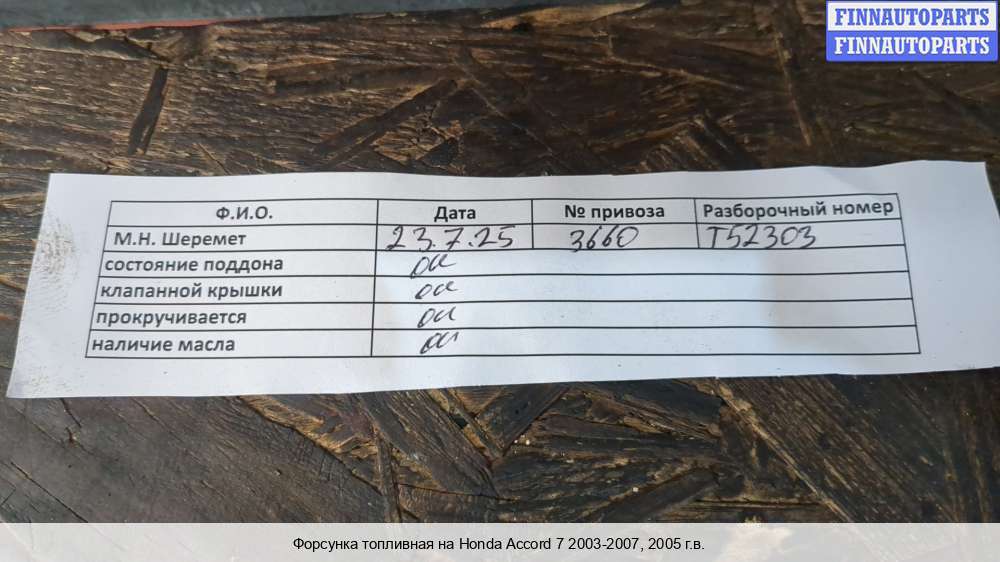 FINNAUTOPARTS
FINNAUTOPARTS
Ф.И.О. Дата № привоза Разборочный номер
М.Н. Шеремет 23.7.25 3660 T52303
состояние поддона ок
клапанной крышки ок
прокручивается ок
наличие масла ок
Форсунка топливная на Honda Accord 7 2003-2007, 2005 г.в.